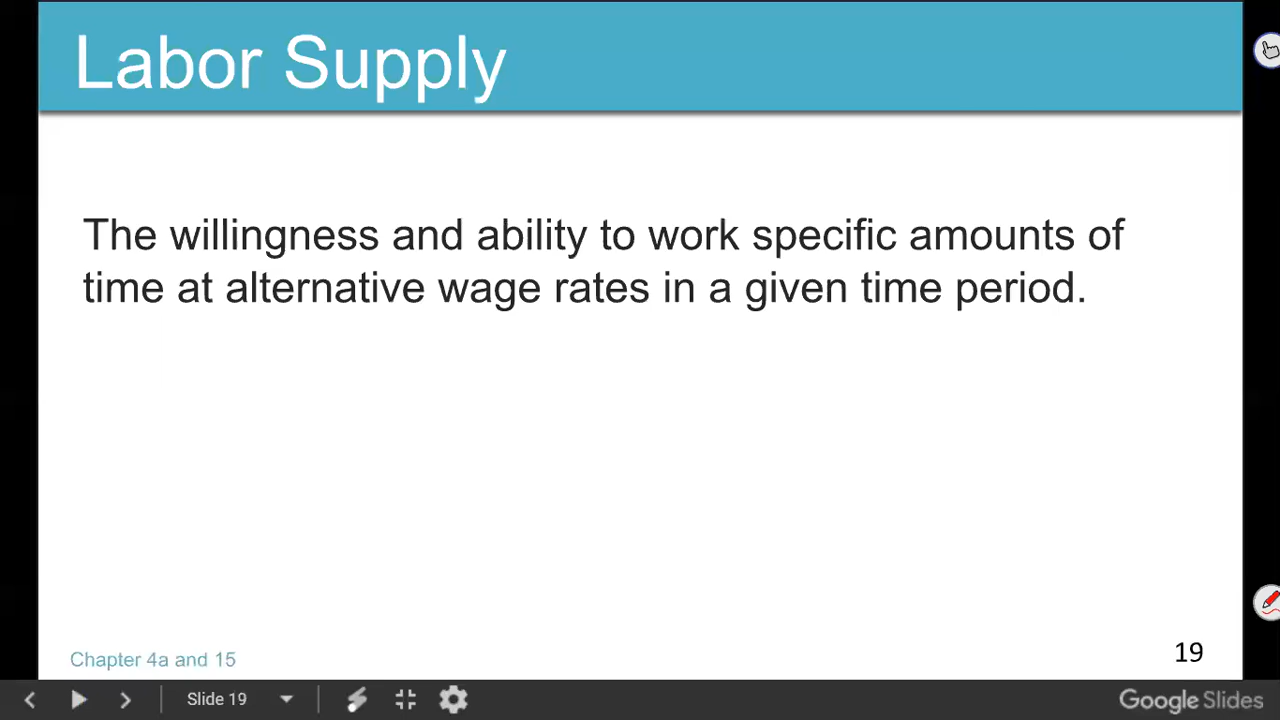 Labor Supply
The willingness and ability to work specific amounts of
time at alternative wage rates in a given time period.
Chapter 4a and 15
19
Slide 19
Google Slides